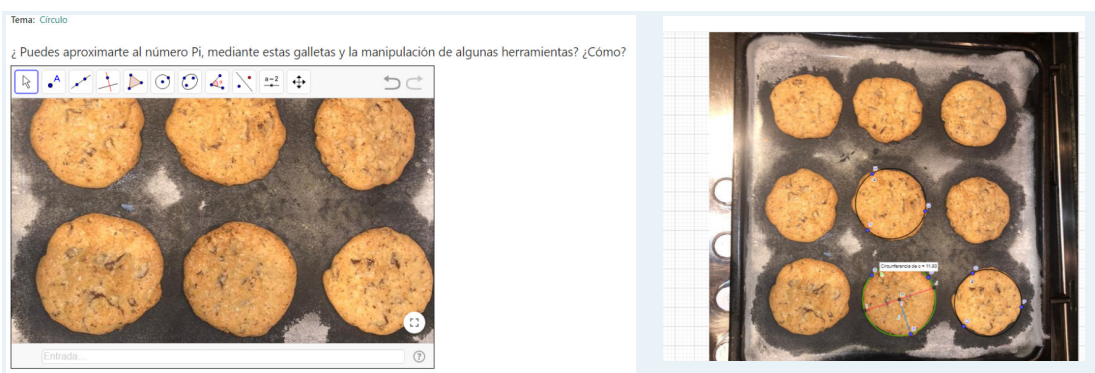 Tema: Círculo
¿ Puedes aproximarte al número Pi, mediante estas galletas y la manipulación de algunas herramientas? ¿Cómo?
A
a=2
Entrada...
?